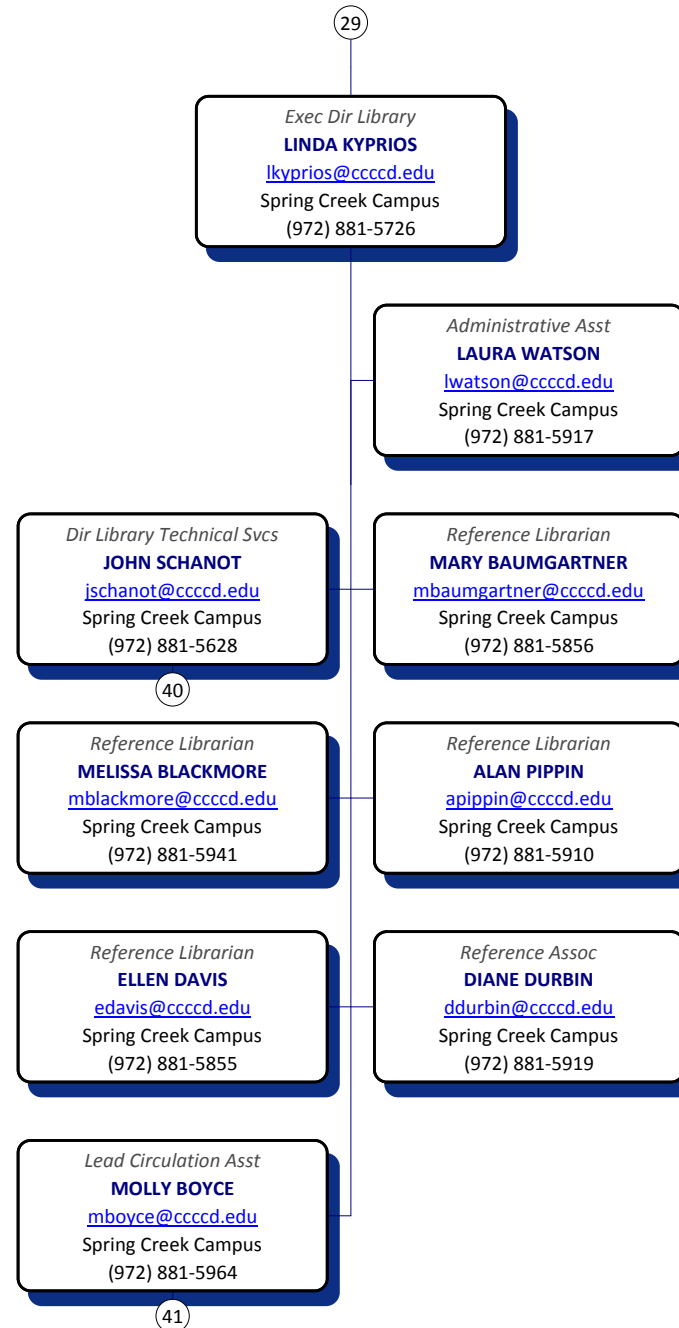 29
Exec Dir Library
LINDA KYPRIOS
lkyprios@ccccd.edu
Spring Creek Campus
(972) 881-5726
Administrative Asst
LAURA WATSON
lwatson@ccccd.edu
Spring Creek Campus
(972) 881-5917
Dir Library Technical Svcs
JOHN SCHANOT
jschanot@ccccd.edu
Spring Creek Campus
(972) 881-5628
40
Reference Librarian
MARY BAUMGARTNER
mbaumgartner@ccccd.edu
Spring Creek Campus
(972) 881-5856
Reference Librarian
MELISSA BLACKMORE
mblackmore@ccccd.edu
Spring Creek Campus
(972) 881-5941
Reference Librarian
ALAN PIPPIN
apippin@ccccd.edu
Spring Creek Campus
(972) 881-5910
Reference Librarian
ELLEN DAVIS
edavis@ccccd.edu
Spring Creek Campus
(972) 881-5855
Reference Assoc
DIANE DURBIN
ddurbin@ccccd.edu
Spring Creek Campus
(972) 881-5919
Lead Circulation Asst
MOLLY BOYCE
mboyce@ccccd.edu
Spring Creek Campus
(972) 881-5964
41